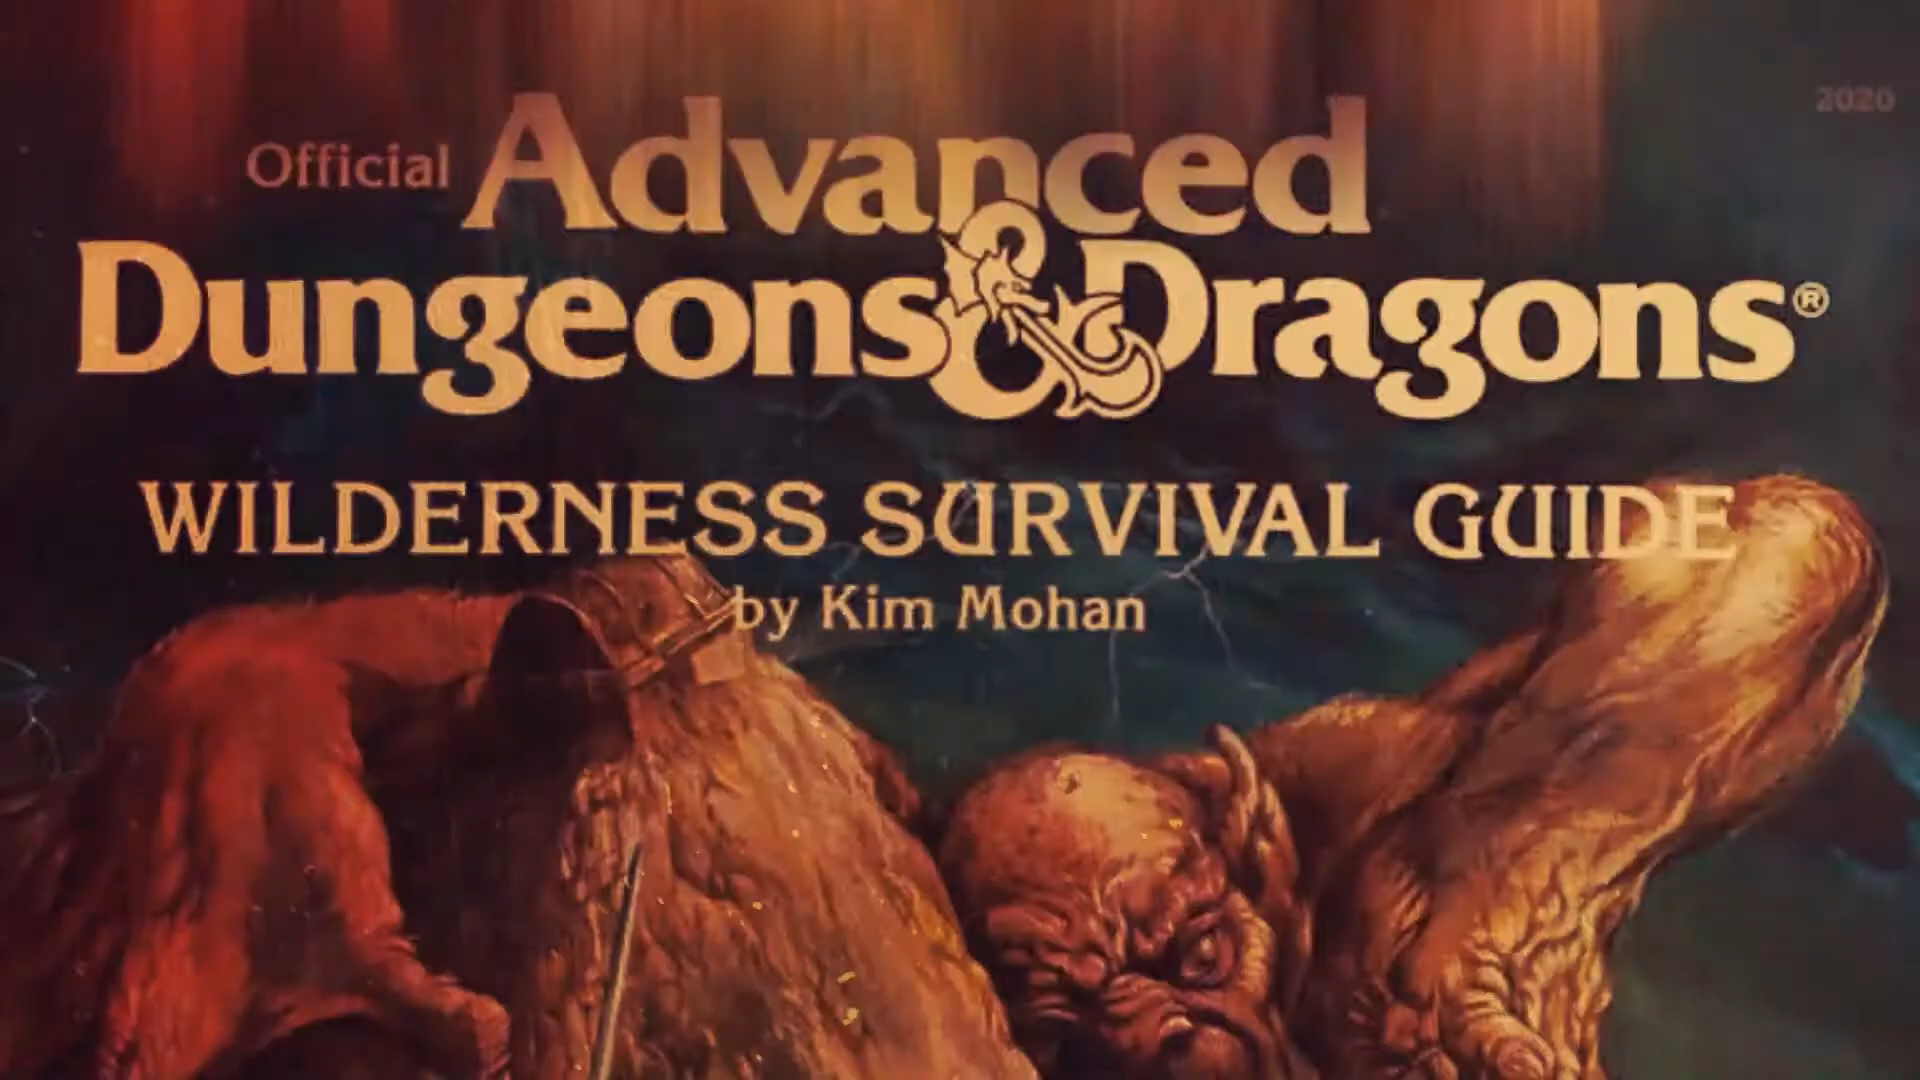 2020
Official Advanced
Dungeons & Dragons®
WILDERNESS SURVIVAL GUIDE
by Kim Mohan